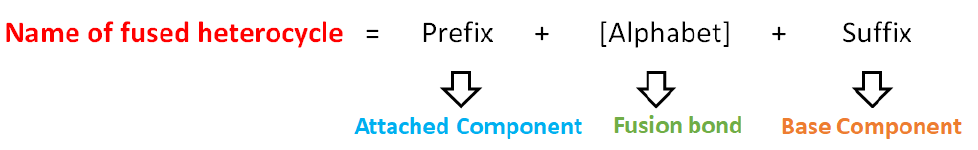 Name of fused heterocycle = Prefix + [Alphabet] + Suffix
Attached Component Fusion bond Base Component